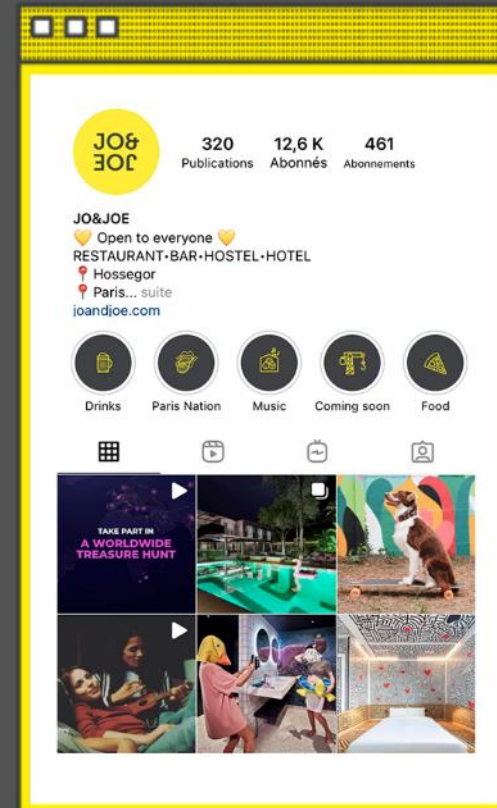 JO&
JOE
320 12,6 K 461
Publications Abonnés Abonnements
JO&JOE
💛 Open to everyone 💛
RESTAURANT•BAR•HOSTEL•HOTEL
📍 Hossegor
📍 Paris... suite
joandjoe.com
Drinks Paris Nation Music Coming soon Food
TAKE PART IN
A WORLDWIDE
TREASURE HUNT